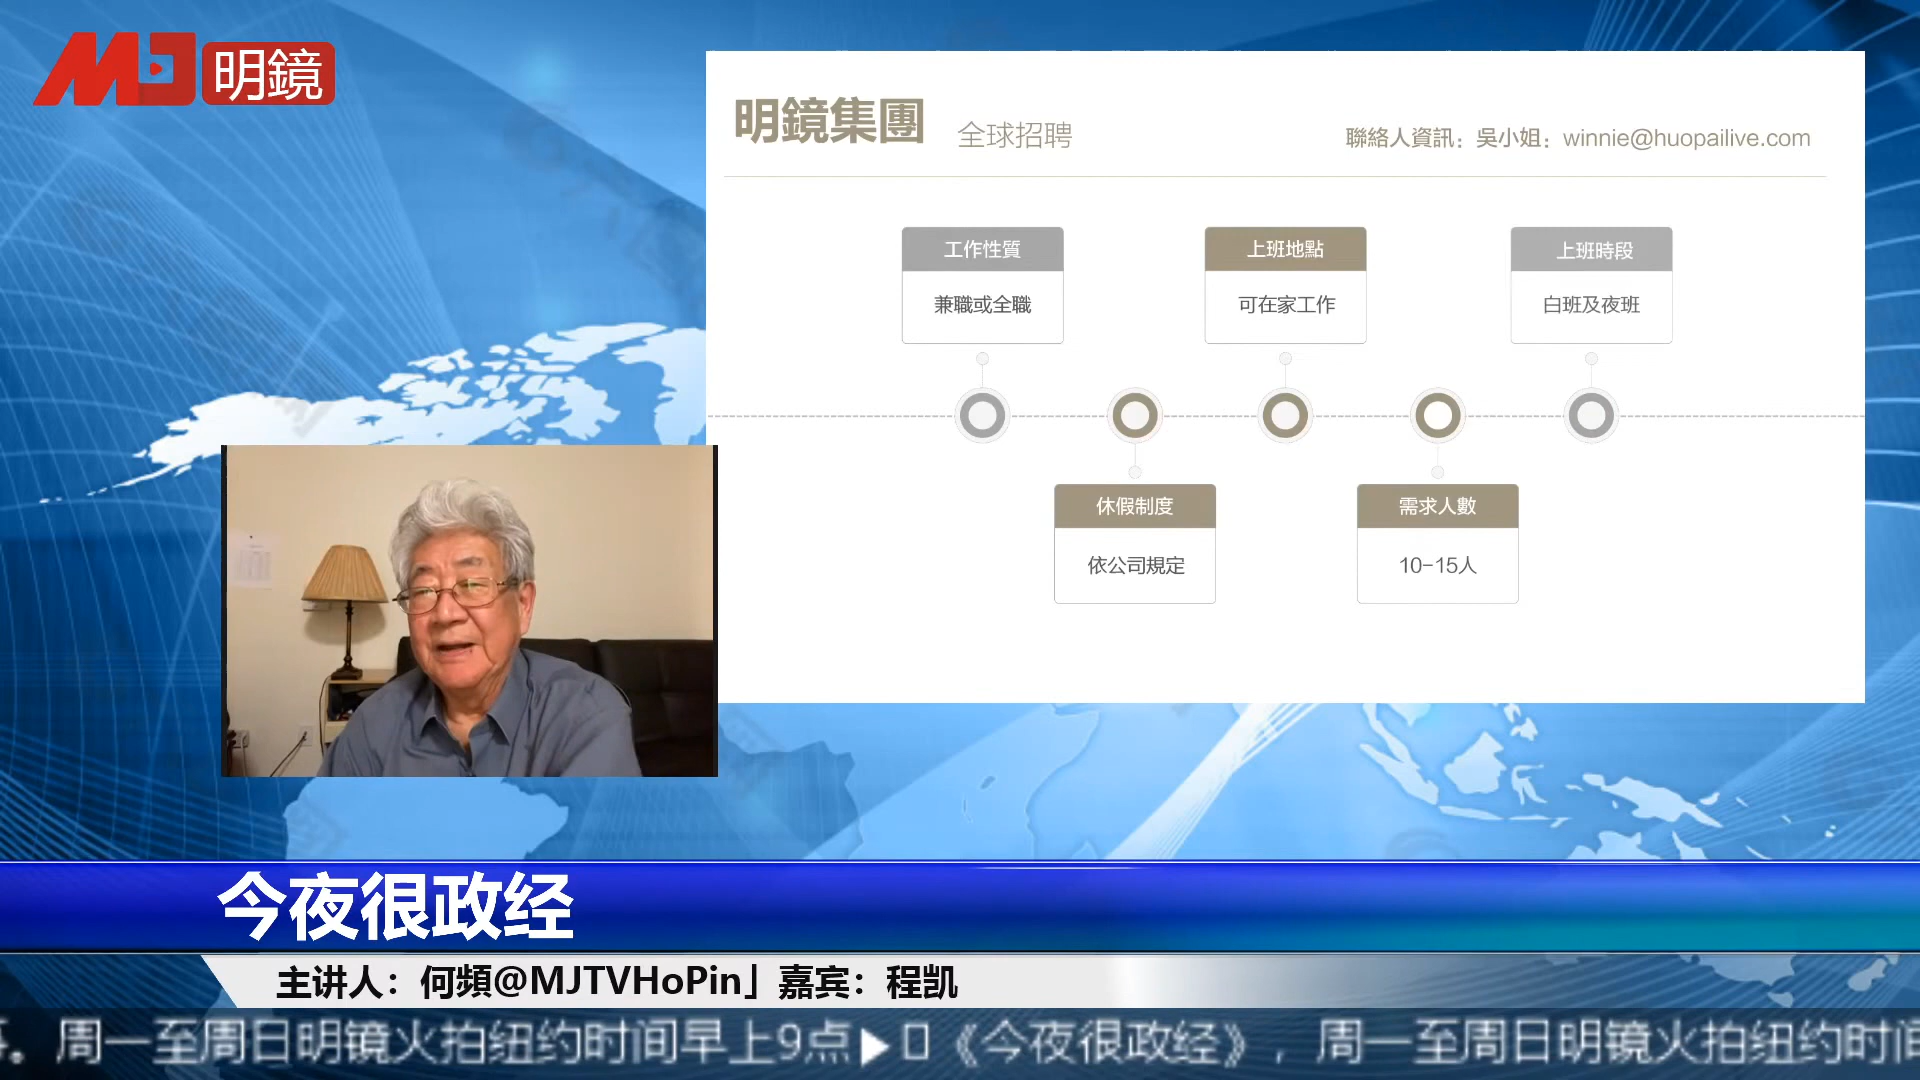 MJ 明鏡
明鏡集團 全球招聘 聯絡人資訊：吳小姐：winnie@huopailive.com
工作性質 上班地點 上班時段
兼職或全職 可在家工作 白班及夜班
休假制度 需求人數
依公司規定 10-15人
今夜很政经
主讲人：何頻@MJTVHoPin」嘉宾：程凯
。周一至周日明镜火拍纽约时间早上9点▶ 《今夜很政经》，周一至周日明镜火拍纽约时间